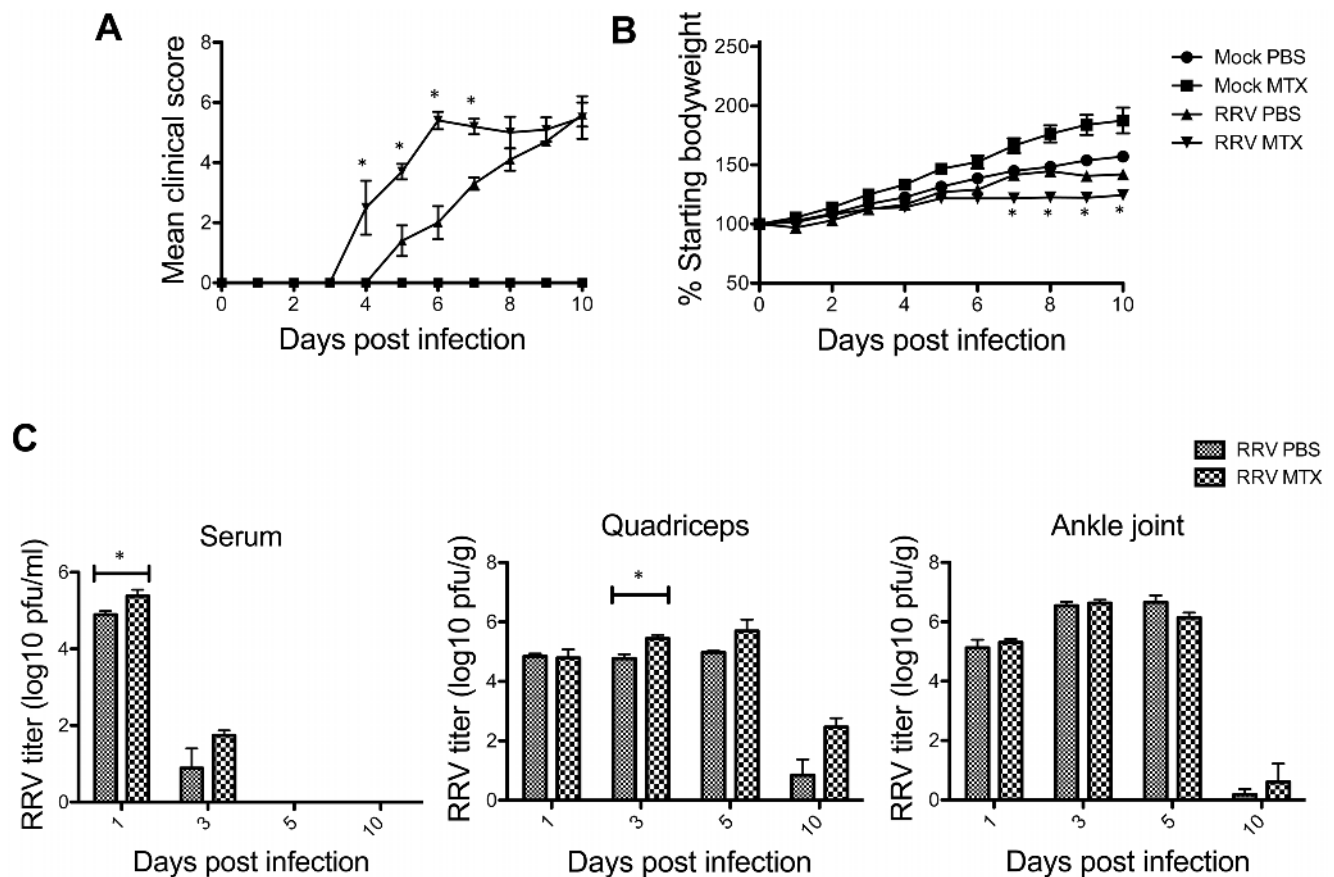 A
Mean clinical score
8
6
4
2
0
* * * *
0 2 4 6 8 10
Days post infection
B
% Starting bodyweight
250
200
150
100
50
* * * *
0 2 4 6 8 10
Days post infection
Mock PBS
Mock MTX
RRV PBS
RRV MTX
C
RRV PBS
RRV MTX
Serum
RRV titer (log10 pfu/ml)
6
4
2
0
*
1 3 5 10
Days post infection
Quadriceps
RRV titer (log10 pfu/g)
8
6
4
2
0
*
1 3 5 10
Days post infection
Ankle joint
RRV titer (log10 pfu/g)
8
6
4
2
0
1 3 5 10
Days post infection